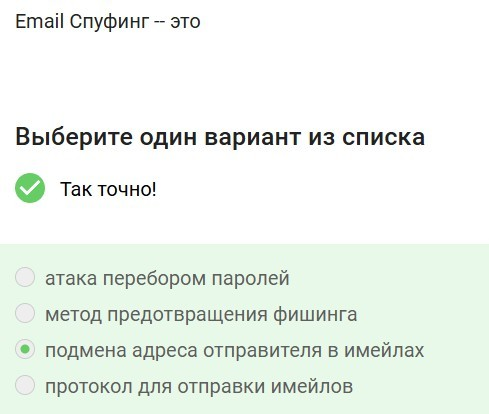 Email Спуфинг -- это
Выберите один вариант из списка
Так точно!
атака перебором паролей
метод предотвращения фишинга
подмена адреса отправителя в имейлах
протокол для отправки имейлов